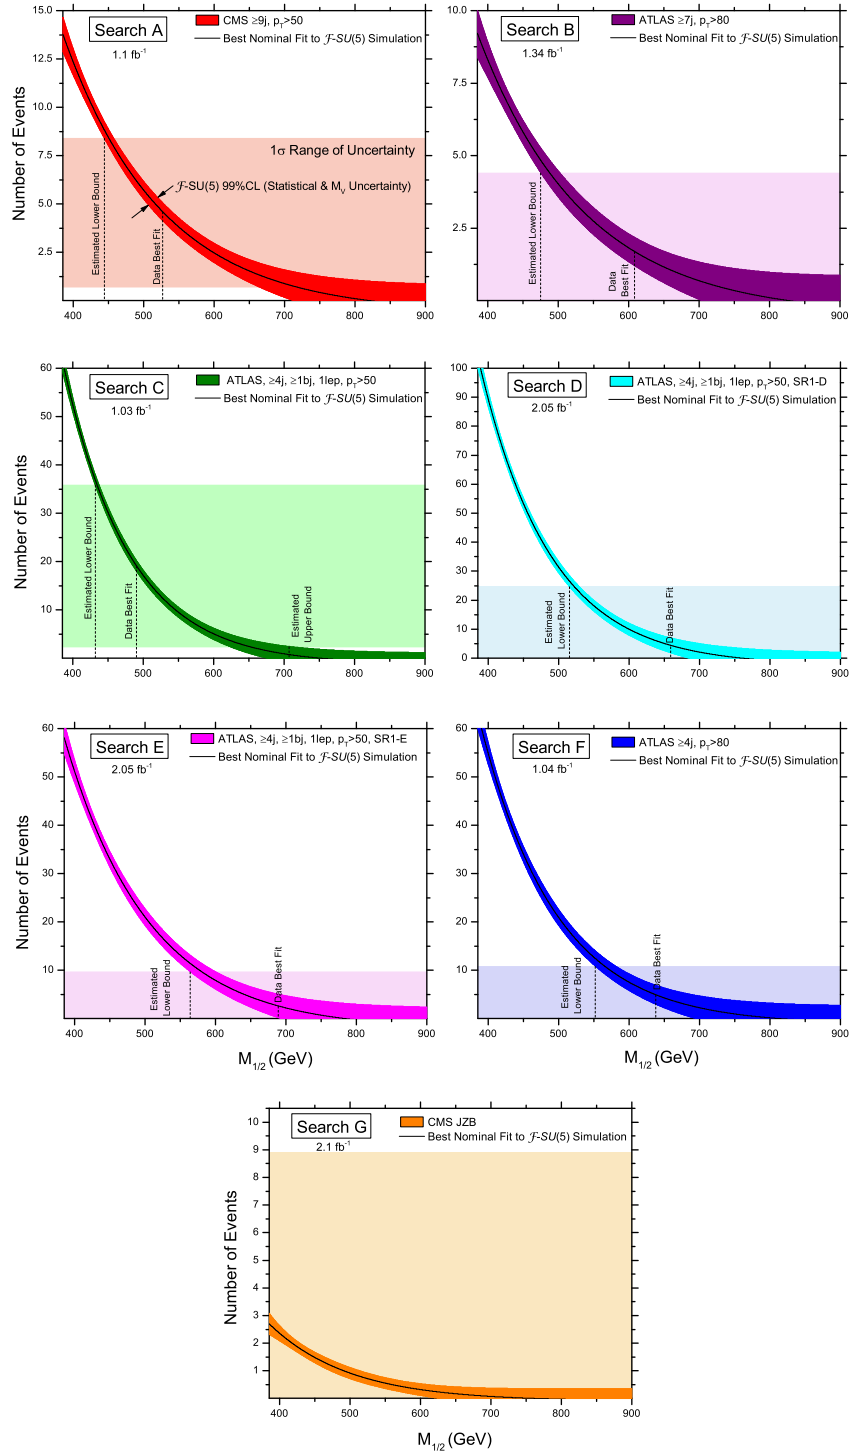 Search A
1.1 fb⁻¹
CMS ≥9j, p_T>50
Best Nominal Fit to ℱ-SU(5) Simulation
1σ Range of Uncertainty
ℱ-SU(5) 99%CL (Statistical & M_V Uncertainty)
Estimated Lower Bound
Data Best Fit
Number of Events
15.0
12.5
10.0
7.5
5.0
2.5
400 500 600 700 800 900
Search B
1.34 fb⁻¹
ATLAS ≥7j, p_T>80
Best Nominal Fit to ℱ-SU(5) Simulation
Estimated Lower Bound
Data
Best Fit
10.0
7.5
5.0
2.5
400 500 600 700 800 900
Search C
1.03 fb⁻¹
ATLAS, ≥4j, ≥1bj, 1lep, p_T>50
Best Nominal Fit to ℱ-SU(5) Simulation
Estimated Lower Bound
Data Best Fit
Estimated
Upper Bound
Number of Events
60
50
40
30
20
10
400 500 600 700 800 900
Search D
2.05 fb⁻¹
ATLAS, ≥4j, ≥1bj, 1lep, p_T>50, SR1-D
Best Nominal Fit to ℱ-SU(5) Simulation
Estimated
Lower Bound
Data Best Fit
100
90
80
70
60
50
40
30
20
10
0
400 500 600 700 800 900
Search E
2.05 fb⁻¹
ATLAS, ≥4j, ≥1bj, 1lep, p_T>50, SR1-E
Best Nominal Fit to ℱ-SU(5) Simulation
Estimated
Lower Bound
Data Best Fit
Number of Events
60
50
40
30
20
10
400 500 600 700 800 900
M_1/2 (GeV)
Search F
1.04 fb⁻¹
ATLAS ≥4j, p_T>80
Best Nominal Fit to ℱ-SU(5) Simulation
Estimated
Lower Bound
Data Best Fit
60
50
40
30
20
10
400 500 600 700 800 900
M_1/2 (GeV)
Search G
2.1 fb⁻¹
CMS JZB
Best Nominal Fit to ℱ-SU(5) Simulation
Number of Events
10
9
8
7
6
5
4
3
2
1
400 500 600 700 800 900
M_1/2 (GeV)